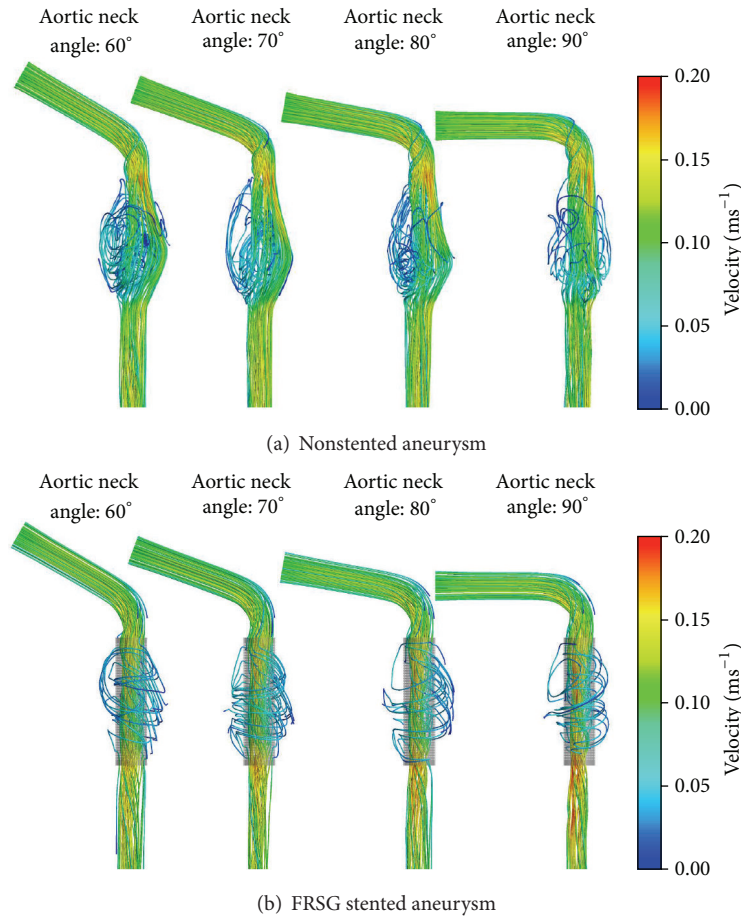 Aortic neck
angle: 60°
Aortic neck
angle: 70°
Aortic neck
angle: 80°
Aortic neck
angle: 90°
0.20
0.15
0.10
0.05
0.00
Velocity (ms⁻¹)
(a) Nonstented aneurysm
Aortic neck
angle: 60°
Aortic neck
angle: 70°
Aortic neck
angle: 80°
Aortic neck
angle: 90°
0.20
0.15
0.10
0.05
0.00
Velocity (ms⁻¹)
(b) FRSG stented aneurysm